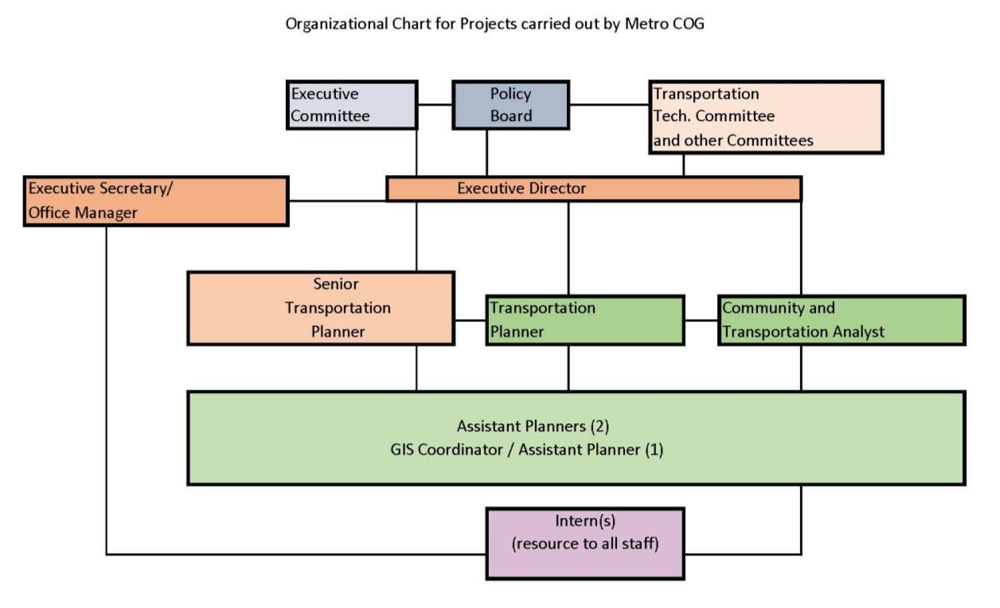 Organizational Chart for Projects carried out by Metro COG
Executive
Committee
Policy
Board
Transportation
Tech. Committee
and other Committees
Executive Secretary/
Office Manager
Executive Director
Senior
Transportation
Planner
Transportation
Planner
Community and
Transportation Analyst
Assistant Planners (2)
GIS Coordinator / Assistant Planner (1)
Intern(s)
(resource to all staff)